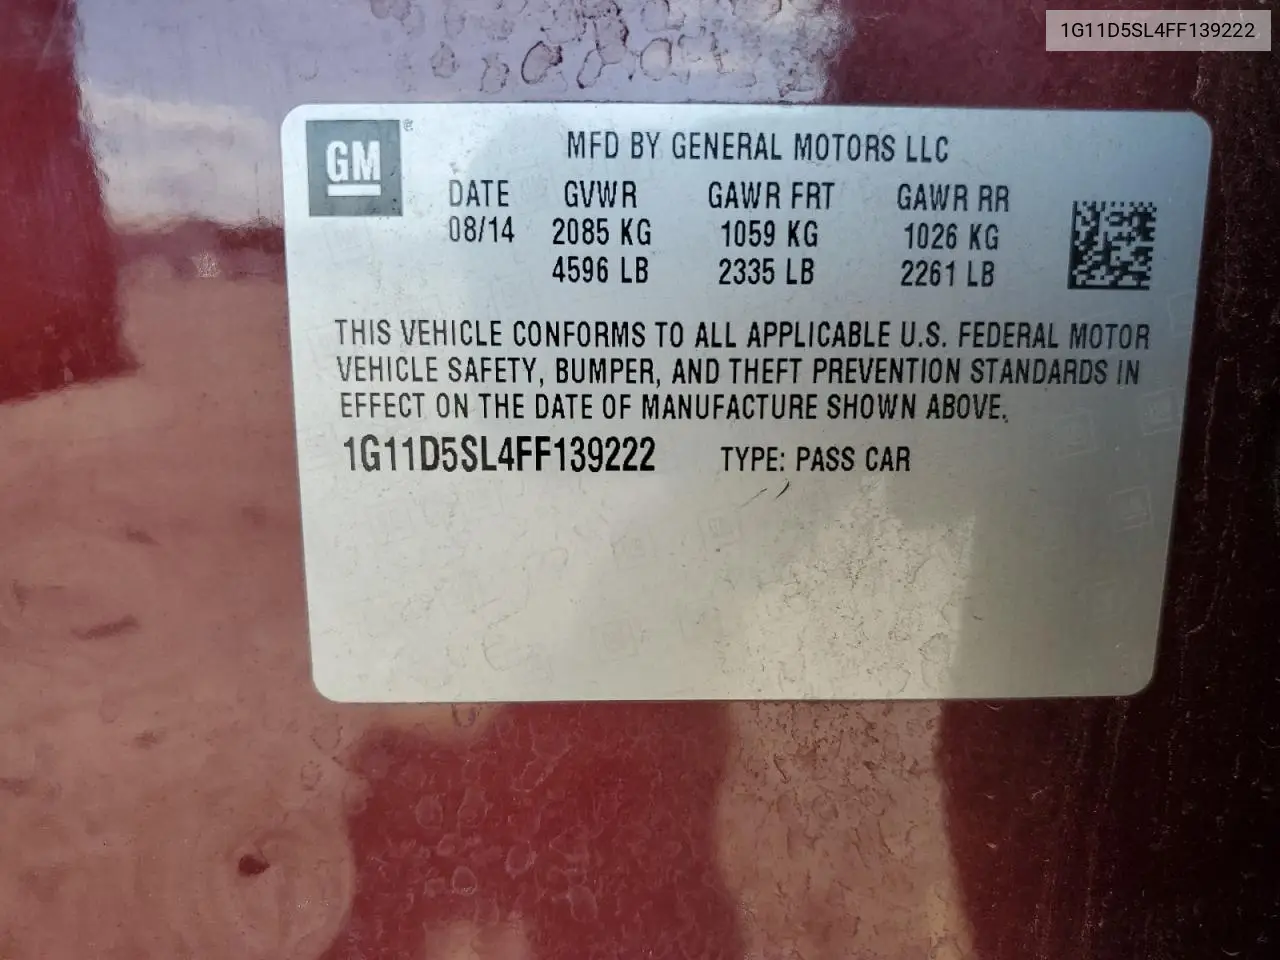 1G11D5SL4FF139222
GM®
MFD BY GENERAL MOTORS LLC
DATE GVWR GAWR FRT GAWR RR
08/14 2085 KG 1059 KG 1026 KG
4596 LB 2335 LB 2261 LB
THIS VEHICLE CONFORMS TO ALL APPLICABLE U.S. FEDERAL MOTOR
VEHICLE SAFETY, BUMPER, AND THEFT PREVENTION STANDARDS IN
EFFECT ON THE DATE OF MANUFACTURE SHOWN ABOVE.
1G11D5SL4FF139222 TYPE: PASS CAR